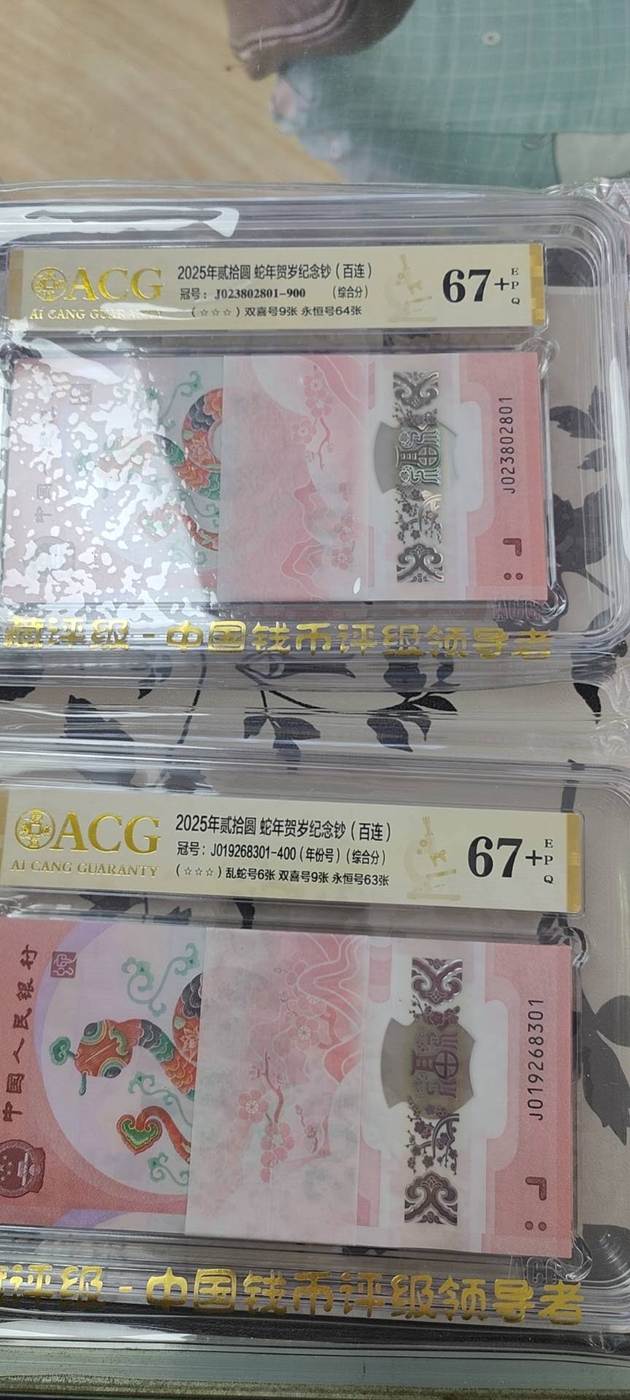 ACG
AI CANG GUARANTY
2025年贰拾圆 蛇年贺岁纪念钞（百连）
冠号：J023802801-900 （综合分）
（☆☆☆）双喜号9张 永恒号64张
67+
EPQ
中国
J023802801
藏评级-中国钱币评级领导者
ACG
AI CANG GUARANTY
2025年贰拾圆 蛇年贺岁纪念钞（百连）
冠号：J019268301-400（年份号）（综合分）
（☆☆☆）乱蛇号6张 双喜号9张 永恒号63张
67+
EPQ
中国人民银行
福
J019268301
ACG
评级-中国钱币评级领导者